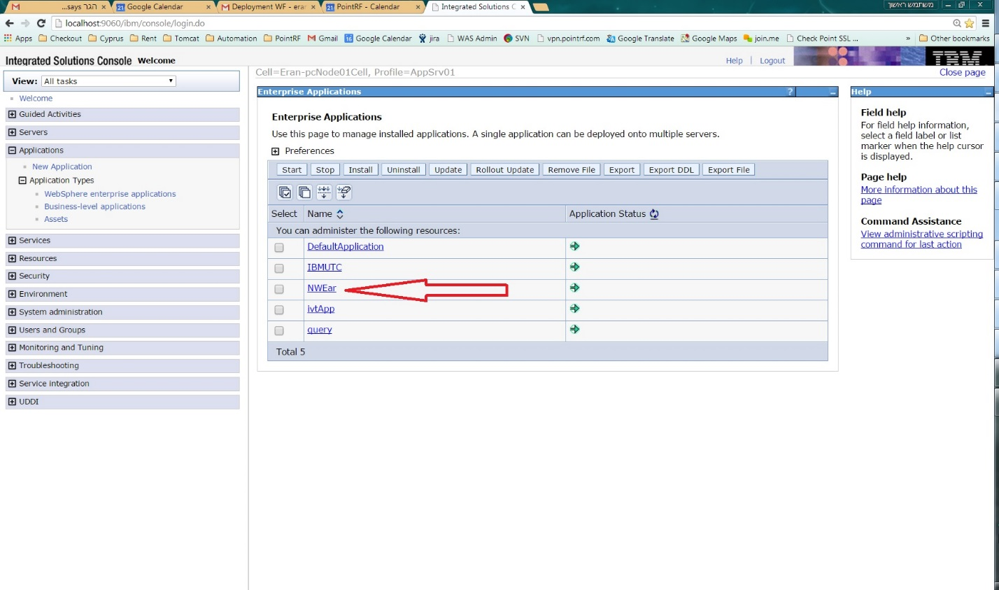 ...says הגר
Google Calendar
Deployment WF - era
PointRF - Calendar
Integrated Solutions C
משתמש ראשון
localhost:9060/ibm/console/login.do
Apps Checkout Cyprus Rent Tomcat Automation PointRF Gmail 16 Google Calendar jira WAS Admin SVN vpn.pointrf.com Google Translate Google Maps join.me Check Point SSL ... » Other bookmarks
Integrated Solutions Console Welcome
Help | Logout
IBM.
View: All tasks
Welcome
Guided Activities
Servers
Applications
New Application
Application Types
WebSphere enterprise applications
Business-level applications
Assets
Services
Resources
Security
Environment
System administration
Users and Groups
Monitoring and Tuning
Troubleshooting
Service integration
UDDI
Cell=Eran-pcNode01Cell, Profile=AppSrv01
Close page
Enterprise Applications ?
Enterprise Applications
Use this page to manage installed applications. A single application can be deployed onto multiple servers.
Preferences
Start Stop Install Uninstall Update Rollout Update Remove File Export Export DDL Export File
Select Name Application Status
You can administer the following resources:
DefaultApplication
IBMUTC
NWEar
ivtApp
query
Total 5
Help
Field help
For field help information,
select a field label or list
marker when the help cursor
is displayed.
Page help
More information about this
page
Command Assistance
View administrative scripting
command for last action